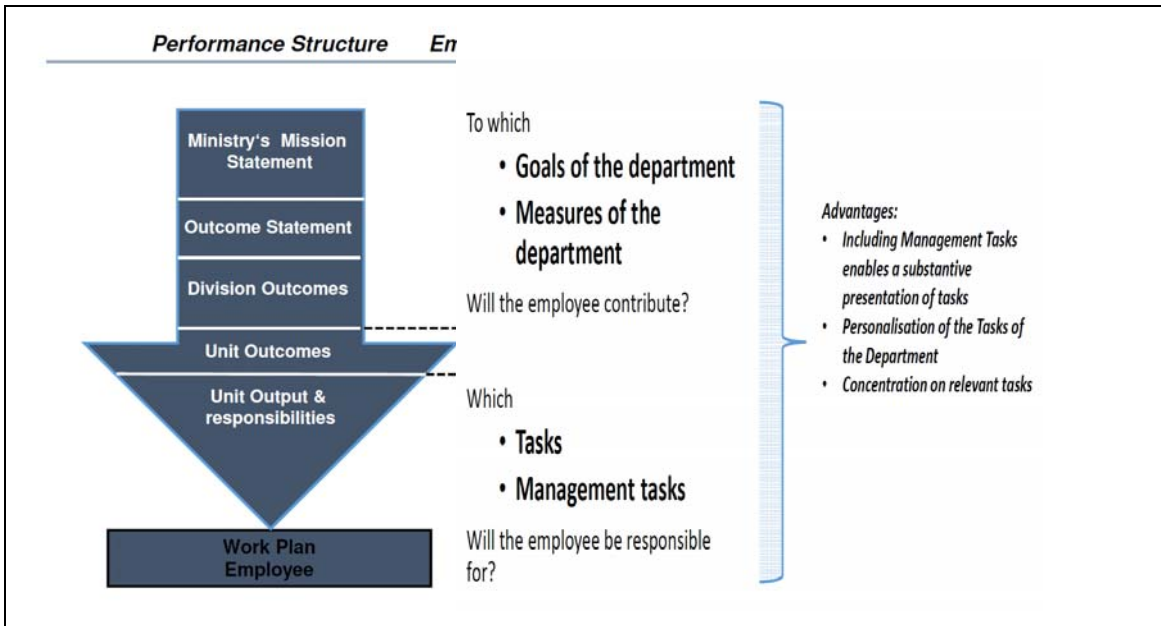 Performance Structure
Ministry‘s Mission
Statement
Outcome Statement
Division Outcomes
Unit Outcomes
Unit Output &
responsibilities
Work Plan
Employee
To which
• Goals of the department
• Measures of the
department
Will the employee contribute?
Which
• Tasks
• Management tasks
Will the employee be responsible
for?
Advantages:
• Including Management Tasks
enables a substantive
presentation of tasks
• Personalisation of the Tasks of
the Department
• Concentration on relevant tasks